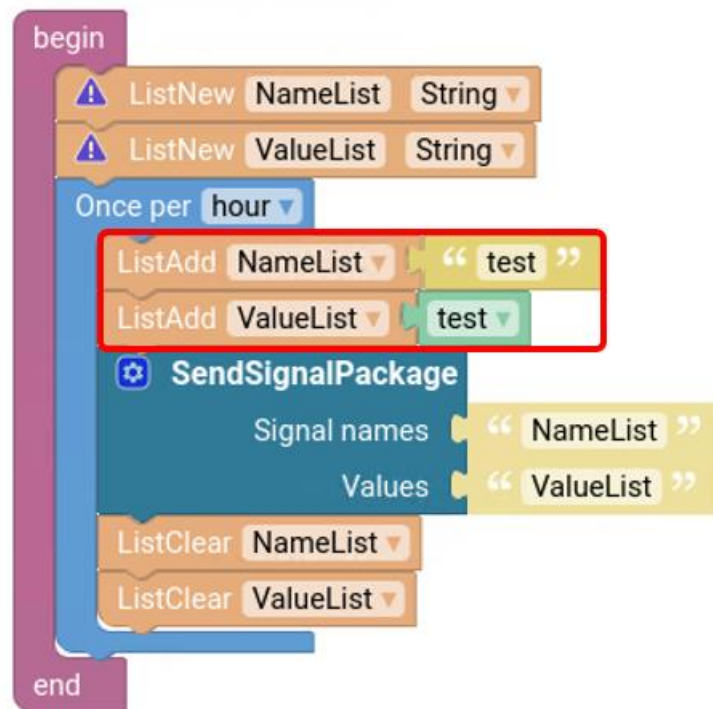 begin
ListNew NameList String
ListNew ValueList String
Once per hour
ListAdd NameList “ test ”
ListAdd ValueList test
SendSignalPackage
Signal names “ NameList ”
Values “ ValueList ”
ListClear NameList
ListClear ValueList
end